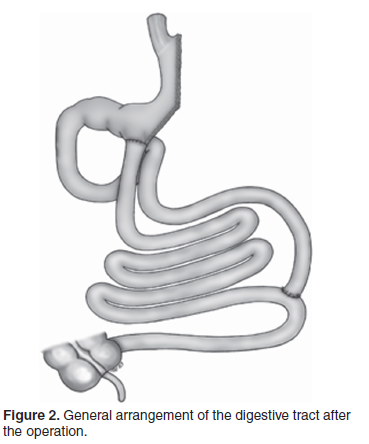 Figure 2. General arrangement of the digestive tract after
the operation.